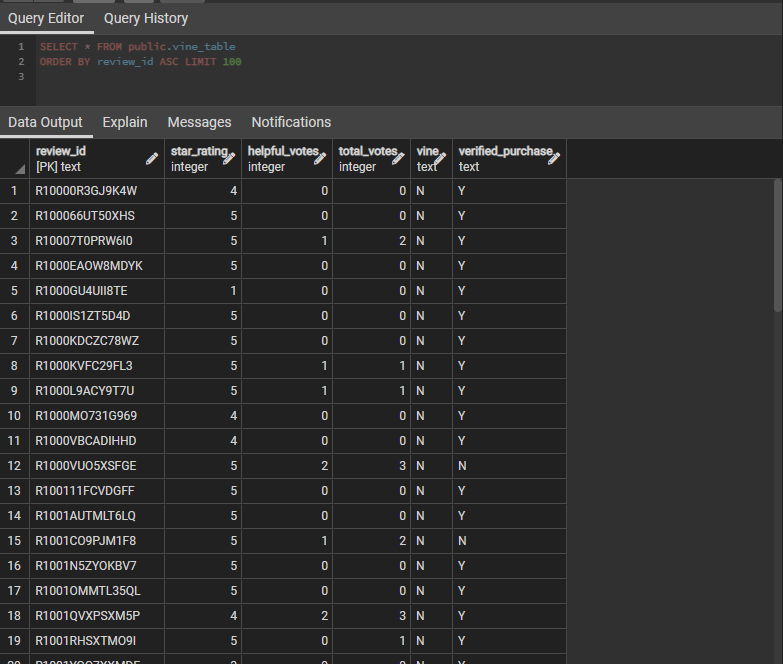 Query Editor Query History
1 SELECT * FROM public.vine_table
2 ORDER BY review_id ASC LIMIT 100
3
Data Output Explain Messages Notifications
review_id star_rating helpful_votes total_votes vine verified_purchase
[PK] text integer integer integer text text
1 R10000R3GJ9K4W 4 0 0 N Y
2 R100066UT50XHS 5 0 0 N Y
3 R10007T0PRW6I0 5 1 2 N Y
4 R1000EAOW8MDYK 5 0 0 N Y
5 R1000GU4UII8TE 1 0 0 N Y
6 R1000IS1ZT5D4D 5 0 0 N Y
7 R1000KDCZC78WZ 5 0 0 N Y
8 R1000KVFC29FL3 5 1 1 N Y
9 R1000L9ACY9T7U 5 1 1 N Y
10 R1000MO731G969 4 0 0 N Y
11 R1000VBCADIHHD 4 0 0 N Y
12 R1000VUO5XSFGE 5 2 3 N N
13 R100111FCVDGFF 5 0 0 N Y
14 R1001AUTMLT6LQ 5 0 0 N Y
15 R1001CO9PJM1F8 5 1 2 N N
16 R1001N5ZYOKBV7 5 0 0 N Y
17 R1001OMMTL35QL 5 0 0 N Y
18 R1001QVXPSXM5P 4 2 3 N Y
19 R1001RHSXTMO9I 5 0 1 N Y